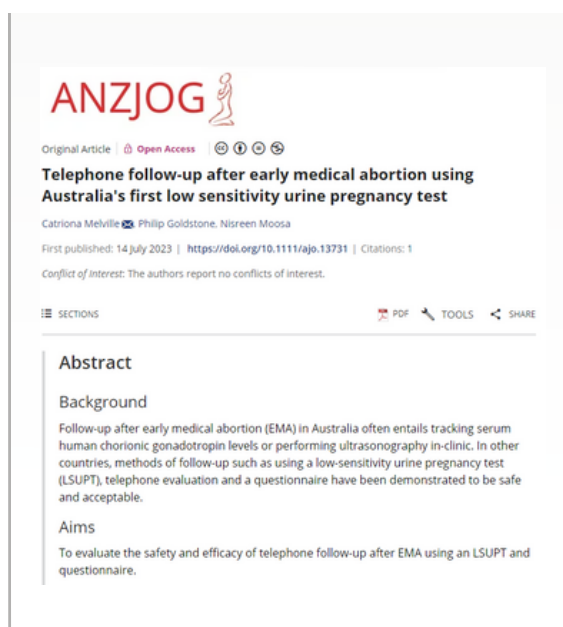 ANZJOG
Original Article Open Access
Telephone follow-up after early medical abortion using
Australia's first low sensitivity urine pregnancy test
Catriona Melville, Philip Goldstone, Nisreen Moosa
First published: 14 July 2023 | https://doi.org/10.1111/ajo.13731 | Citations: 1
Conflict of Interest: The authors report no conflicts of interest.
SECTIONS PDF TOOLS SHARE
Abstract
Background
Follow-up after early medical abortion (EMA) in Australia often entails tracking serum
human chorionic gonadotropin levels or performing ultrasonography in-clinic. In other
countries, methods of follow-up such as using a low-sensitivity urine pregnancy test
(LSUPT), telephone evaluation and a questionnaire have been demonstrated to be safe
and acceptable.
Aims
To evaluate the safety and efficacy of telephone follow-up after EMA using an LSUPT and
questionnaire.